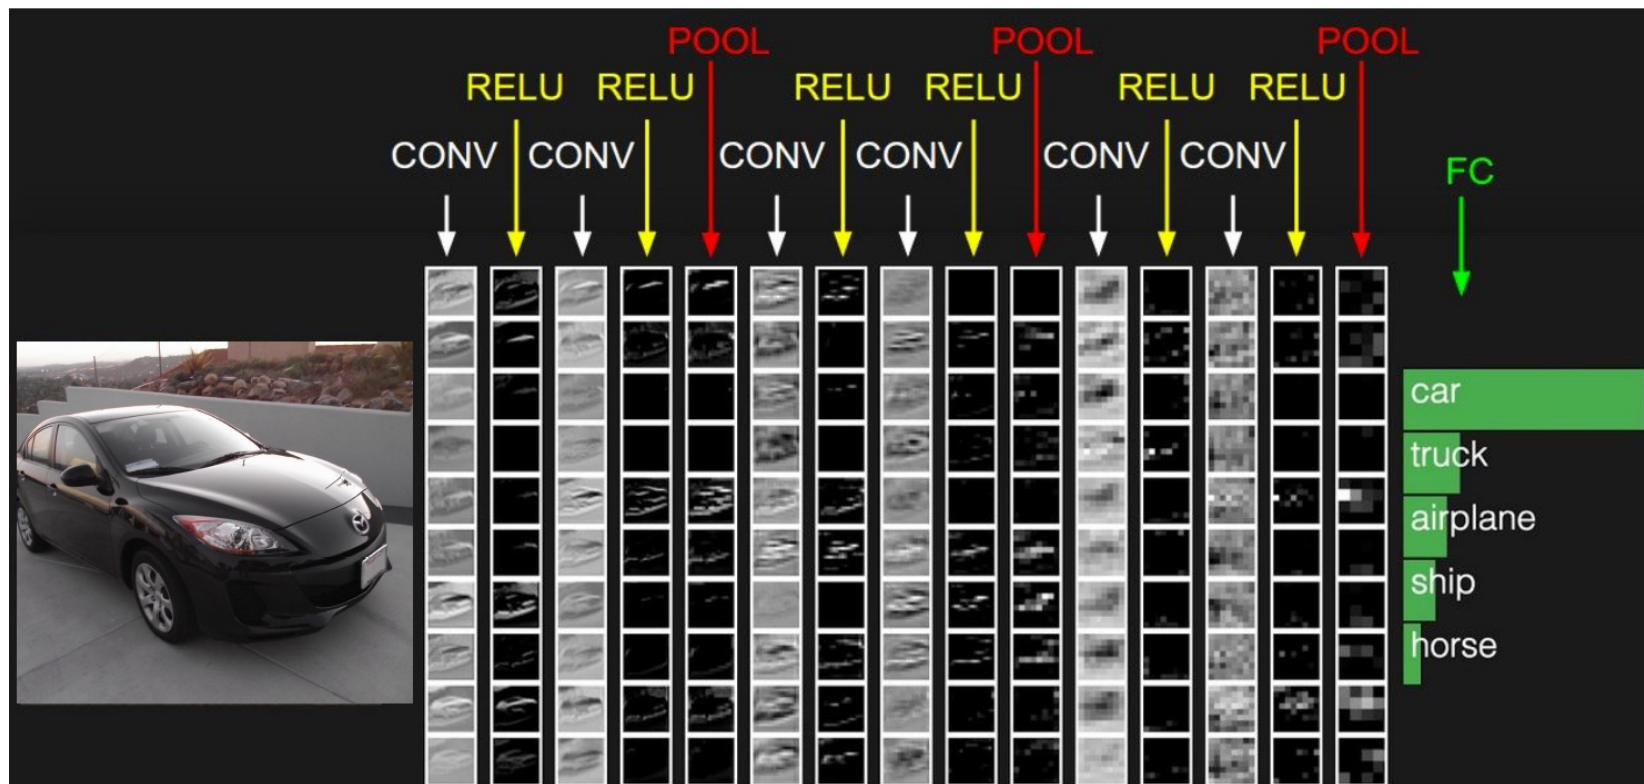 POOL POOL POOL
RELU RELU RELU RELU RELU RELU
CONV CONV CONV CONV CONV CONV
FC
car
truck
airplane
ship
horse